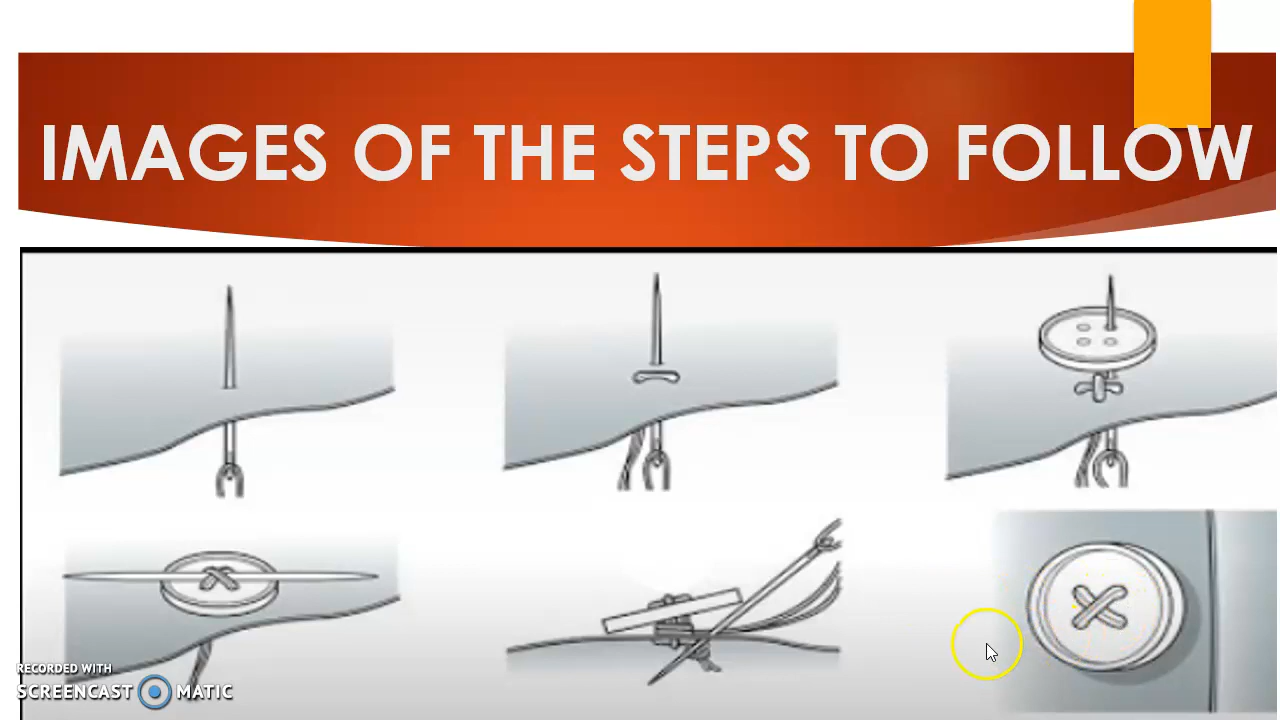 IMAGES OF THE STEPS TO FOLLOW
RECORDED WITH
SCREENCAST MATIC